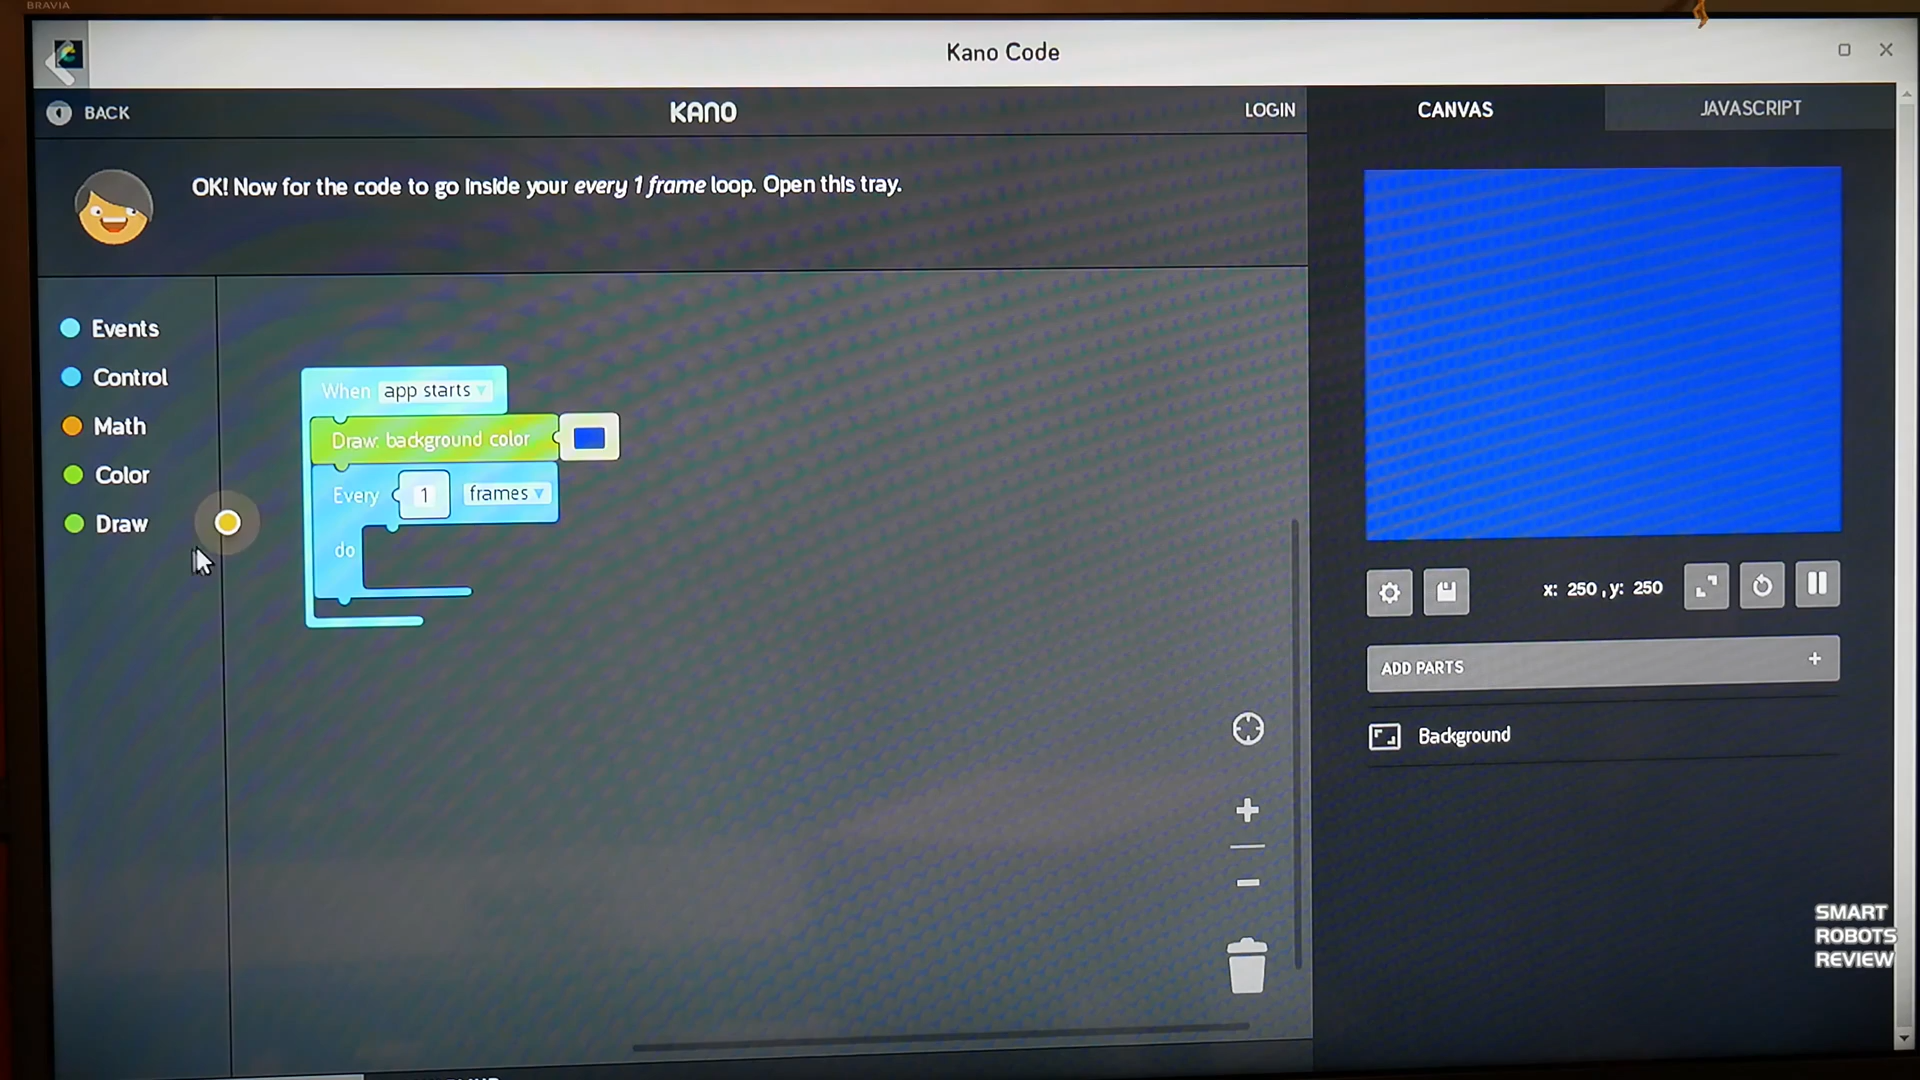 BRAVIA
Kano Code
BACK
KANO
LOGIN
CANVAS
JAVASCRIPT
OK! Now for the code to go inside your every 1 frame loop. Open this tray.
Events
Control
Math
Color
Draw
When app starts
Draw: background color
Every 1 frames
do
x: 250, y: 250
ADD PARTS +
Background
SMART
ROBOTS
REVIEW